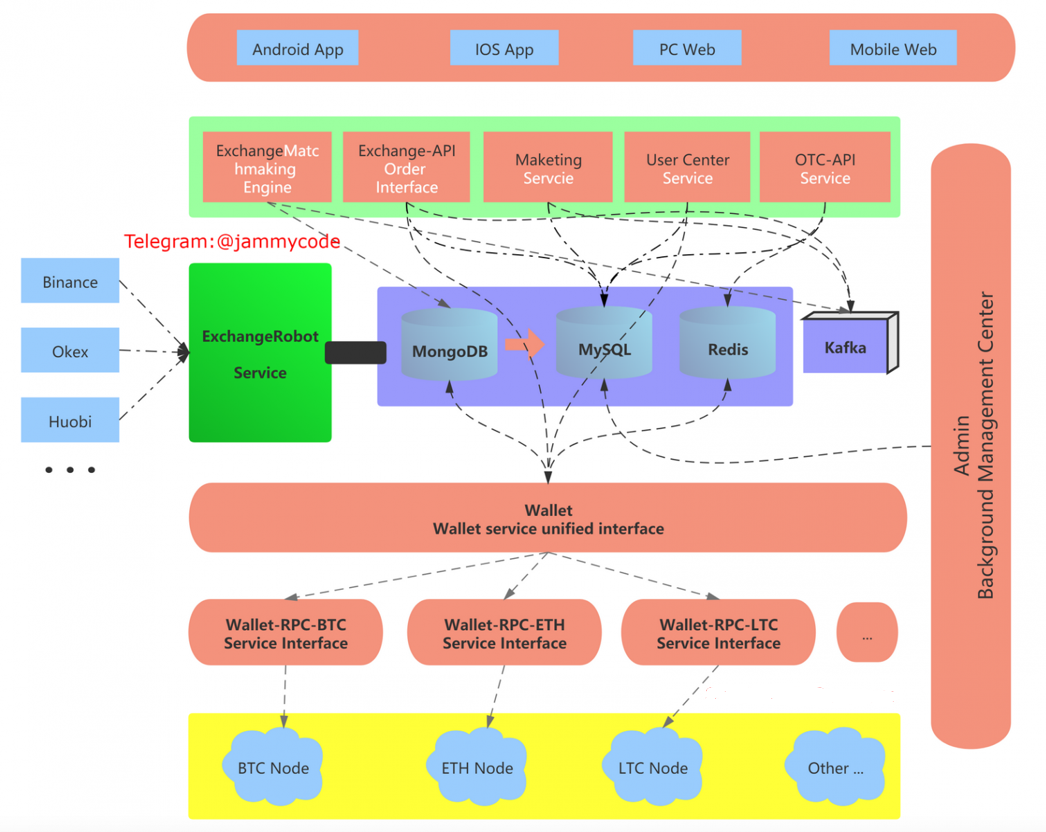 Android App
IOS App
PC Web
Mobile Web
ExchangeMatc
hmaking
Engine
Exchange-API
Order
Interface
Maketing
Servcie
User Center
Service
OTC-API
Service
Telegram:@jammycode
Binance
Okex
Huobi
• • •
ExchangeRobot
Service
MongoDB
MySQL
Redis
Kafka
Admin
Background Management Center
Wallet
Wallet service unified interface
Wallet-RPC-BTC
Service Interface
Wallet-RPC-ETH
Service Interface
Wallet-RPC-LTC
Service Interface
...
BTC Node
ETH Node
LTC Node
Other ...